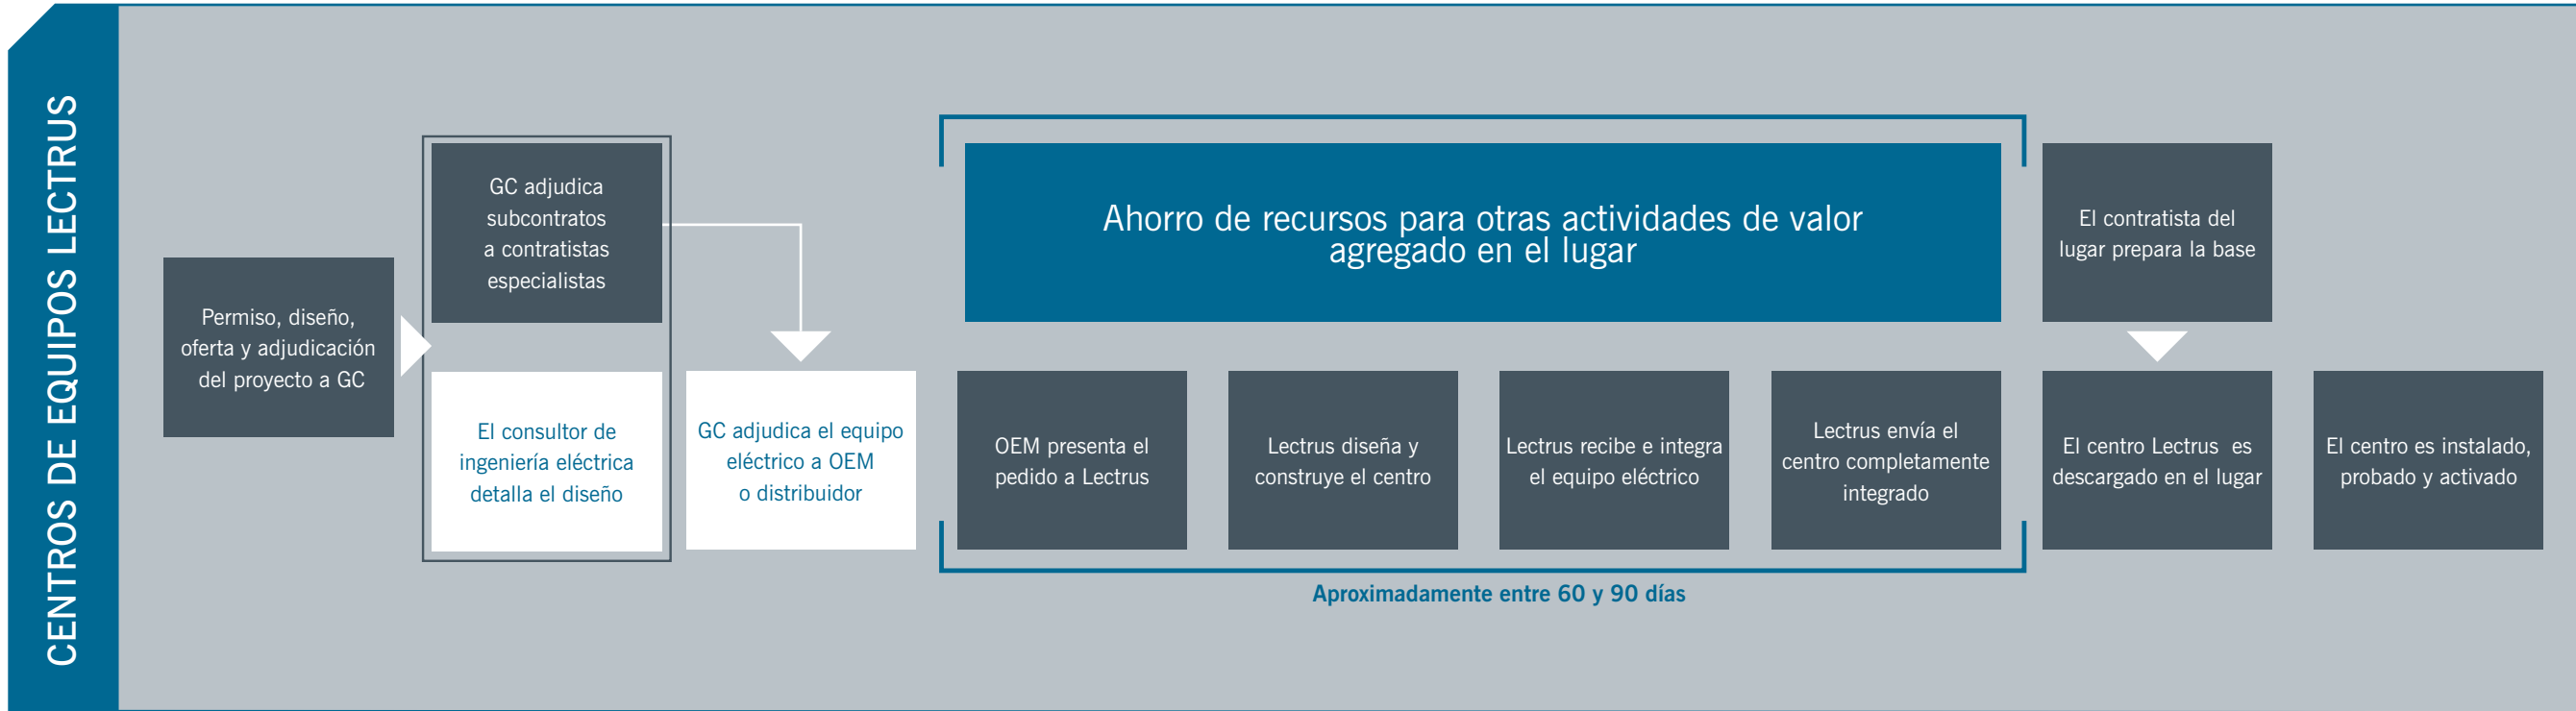 CENTROS DE EQUIPOS LECTRUS
Permiso, diseño,
oferta y adjudicación
del proyecto a GC
GC adjudica
subcontratos
a contratistas
especialistas
El consultor de
ingeniería eléctrica
detalla el diseño
GC adjudica el equipo
eléctrico a OEM
o distribuidor
Ahorro de recursos para otras actividades de valor
agregado en el lugar
OEM presenta el
pedido a Lectrus
Lectrus diseña y
construye el centro
Lectrus recibe e integra
el equipo eléctrico
Lectrus envía el
centro completamente
integrado
Aproximadamente entre 60 y 90 días
El contratista del
lugar prepara la base
El centro Lectrus es
descargado en el lugar
El centro es instalado,
probado y activado